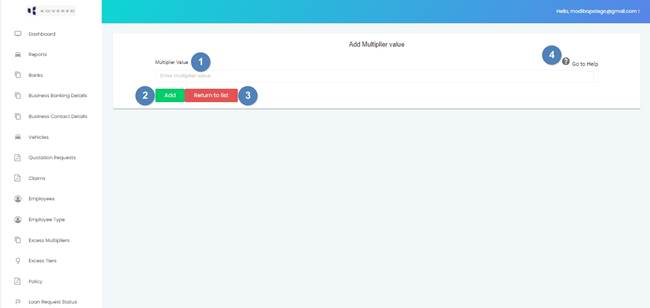 KOVERED
Hello, modibapstago@gmail.com !
Dashboard
Reports
Banks
Business Banking Details
Business Contact Details
Vehicles
Quotation Requests
Claims
Employees
Employee Type
Excess Multipliers
Excess Tiers
Policy
Loan Request Status
Add Multiplier value
Multiplier Value
1
4
Go to Help
Enter multiplier value
2
Add
Return to list
3